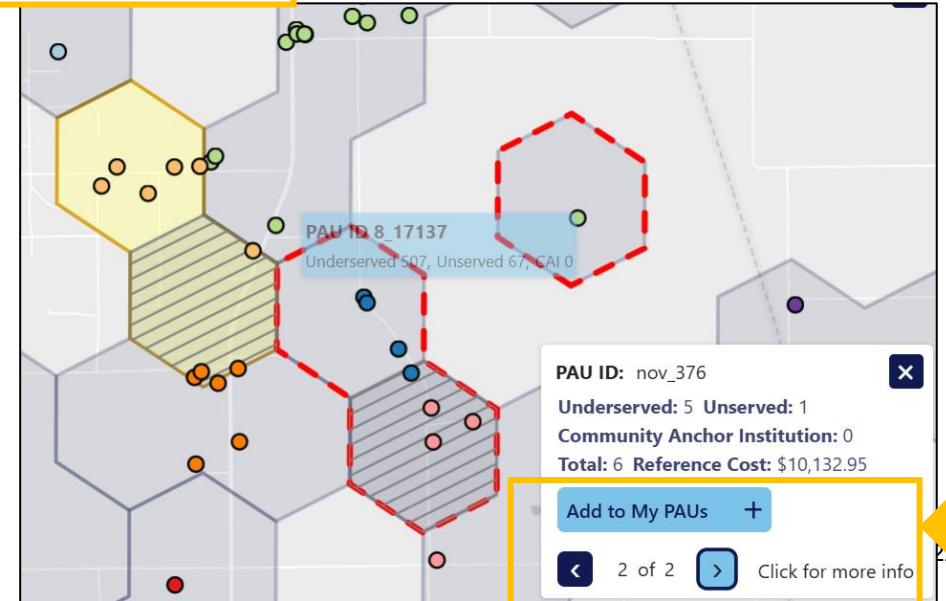 PAU ID 8_17137
Underserved 507, Unserved 67, CAI 0
PAU ID: nov_376
Underserved: 5 Unserved: 1
Community Anchor Institution: 0
Total: 6 Reference Cost: $10,132.95
Add to My PAUs +
2 of 2
Click for more info